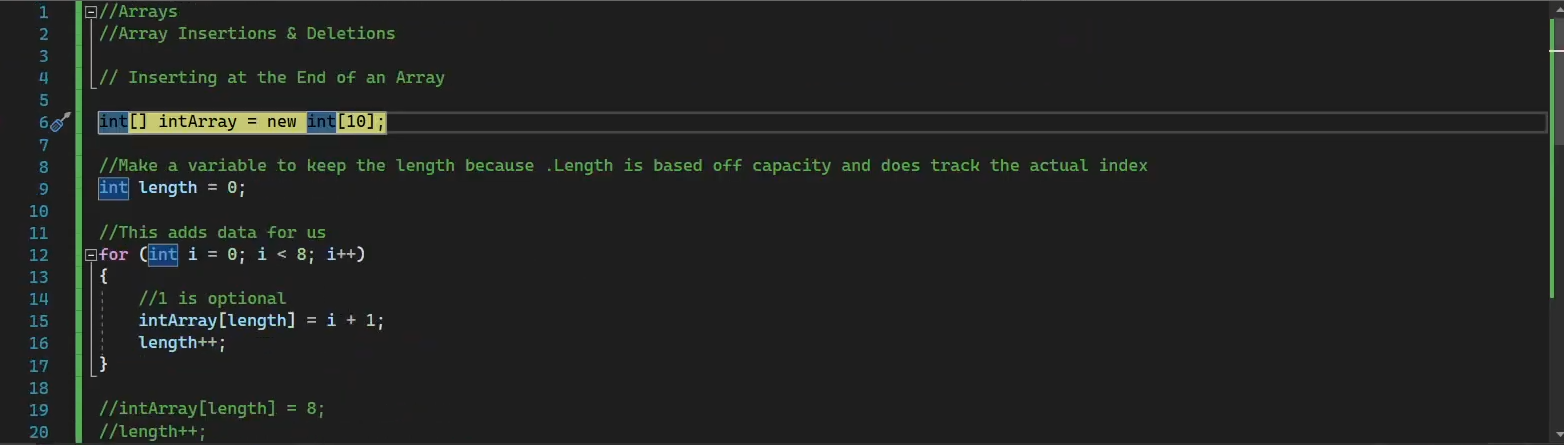 1 //Arrays
2 //Array Insertions & Deletions
3
4 // Inserting at the End of an Array
5
6 int[] intArray = new int[10];
7
8 //Make a variable to keep the length because .Length is based off capacity and does track the actual index
9 int length = 0;
10
11 //This adds data for us
12 for (int i = 0; i < 8; i++)
13 {
14     //1 is optional
15     intArray[length] = i + 1;
16     length++;
17 }
18
19 //intArray[length] = 8;
20 //length++;